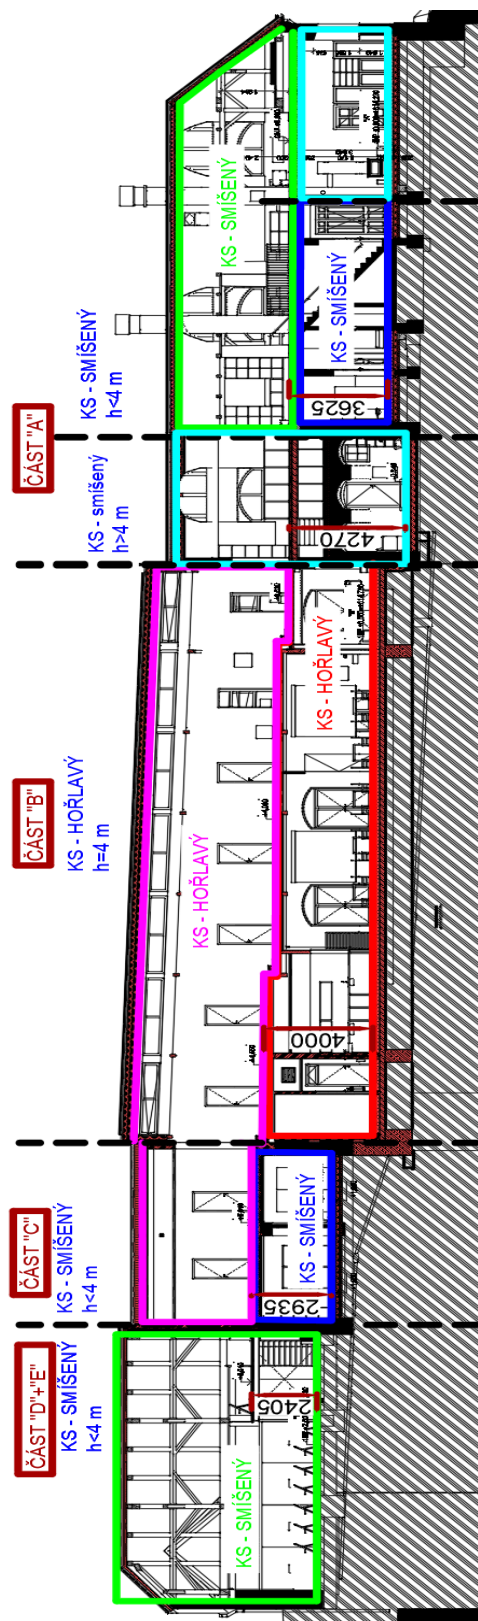 ČÁST "D"+"E"
KS - SMÍŠENÝ
h<4 m
KS - SMÍŠENÝ
2405
ČÁST "C"
KS - SMÍŠENÝ
h<4 m
KS - SMÍŠENÝ
2935
ČÁST "B"
KS - HOŘLAVÝ
h=4 m
KS - HOŘLAVÝ
KS - HOŘLAVÝ
4000
ČÁST "A"
KS - smíšený
h>4 m
4270
KS - SMÍŠENÝ
h<4 m
KS - SMÍŠENÝ
KS - SMÍŠENÝ
3625